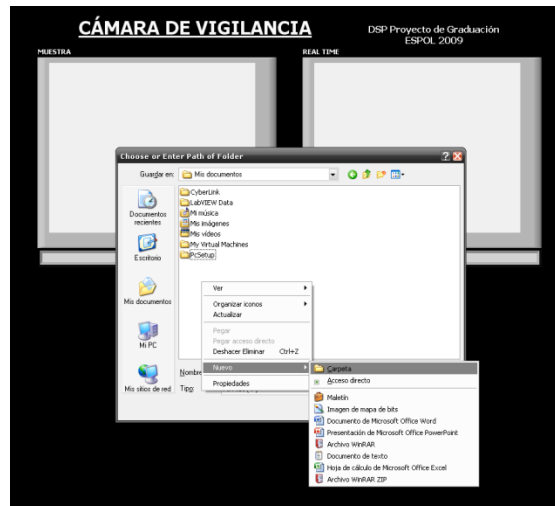 CÁMARA DE VIGILANCIA
DSP Proyecto de Graduación
ESPOL 2009
MUESTRA
REAL TIME
Choose or Enter Path of Folder
Guardar en:
Mis documentos
Documentos recientes
Escritorio
Mis documentos
Mi PC
Mis sitios de red
CyberLink
LabVIEW Data
Mi música
Mis imágenes
Mis vídeos
My Virtual Machines
PcSetup
Nombre
Tipo:
Ver
Organizar iconos
Actualizar
Pegar
Pegar acceso directo
Deshacer Eliminar Ctrl+Z
Nuevo
Propiedades
Carpeta
Acceso directo
Maletín
Imagen de mapa de bits
Documento de Microsoft Office Word
Presentación de Microsoft Office PowerPoint
Archivo WinRAR
Documento de texto
Hoja de cálculo de Microsoft Office Excel
Archivo WinRAR ZIP